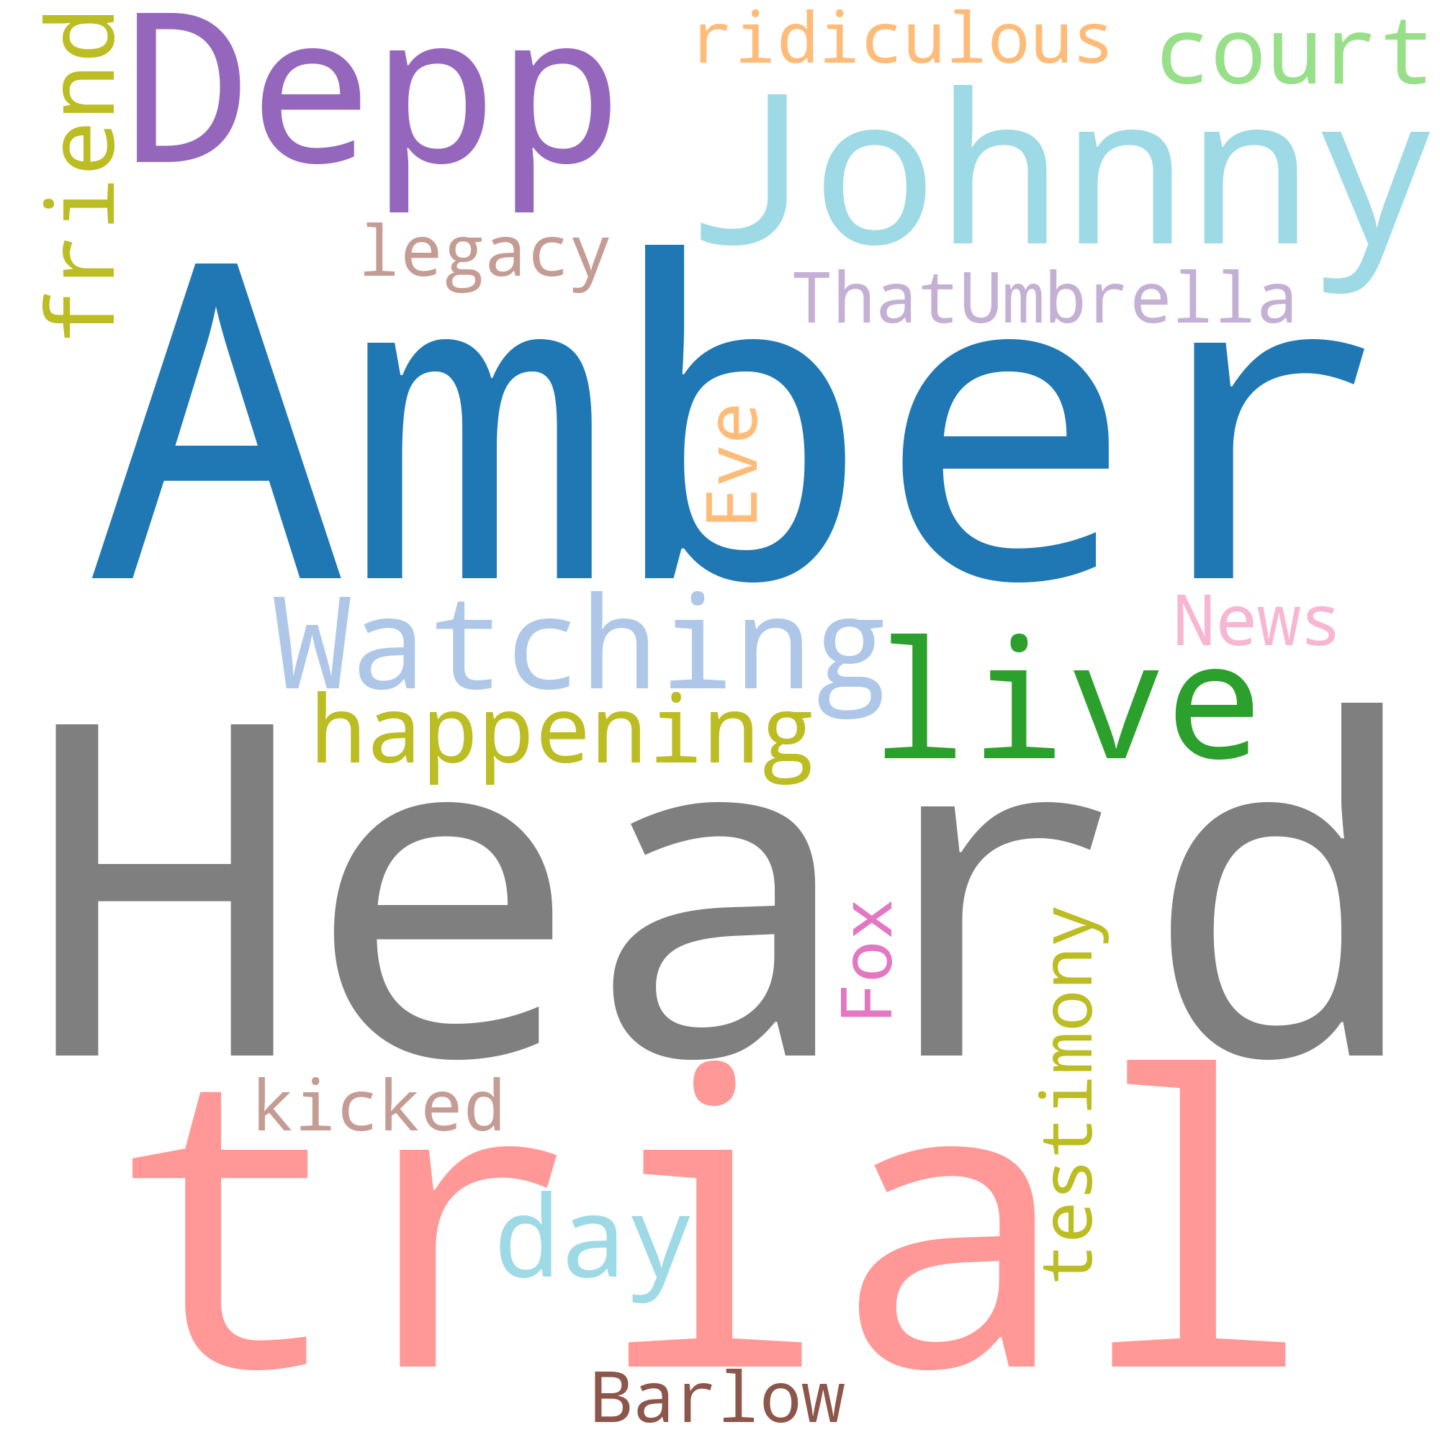 friend
Depp
ridiculous
court
Johnny
legacy
ThatUmbrella
Amber
Eve
Watching
News
live
happening
Heard
Fox
testimony
kicked
trial
day
Barlow